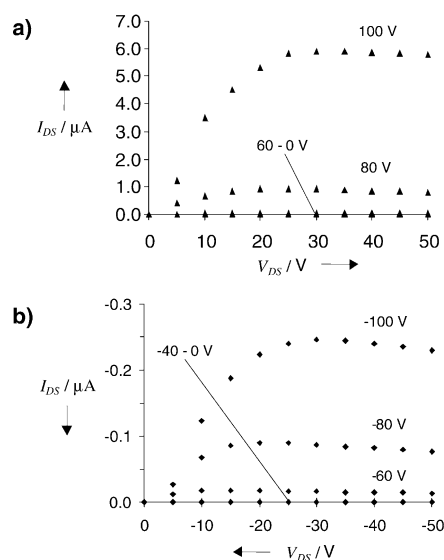 a)
7.0
6.0
5.0
4.0
3.0
2.0
1.0
0.0
I_DS / µA
100 V
60 - 0 V
80 V
0 10 20 30 40 50
V_DS / V
b)
-0.3
-0.2
-0.1
0.0
I_DS / µA
-100 V
-40 - 0 V
-80 V
-60 V
0 -10 -20 -30 -40 -50
V_DS / V